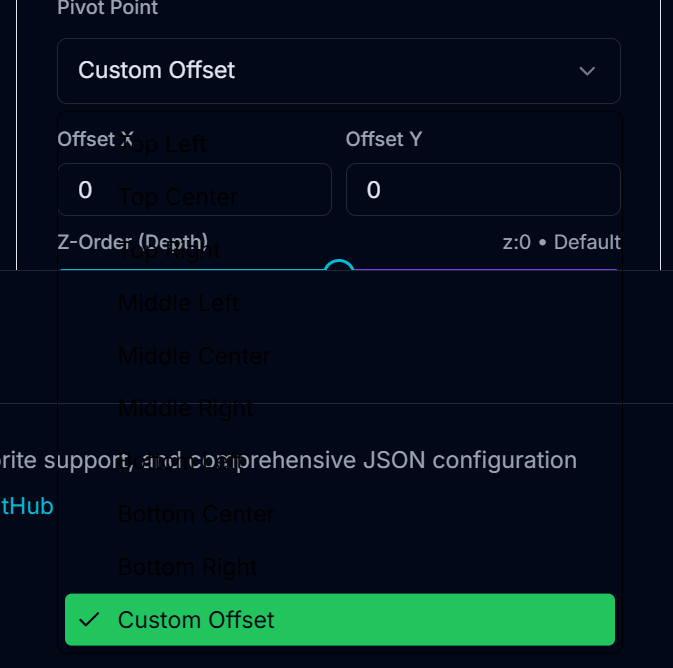 Pivot Point
Custom Offset
Offset X
Offset Y
Top Left
0
0
Top Center
Z-Order (Depth)
z:0 • Default
Top Right
Middle Left
Middle Center
Middle Right
rite support, and comprehensive JSON configuration
Bottom Left
tHub
Bottom Center
Bottom Right
Custom Offset